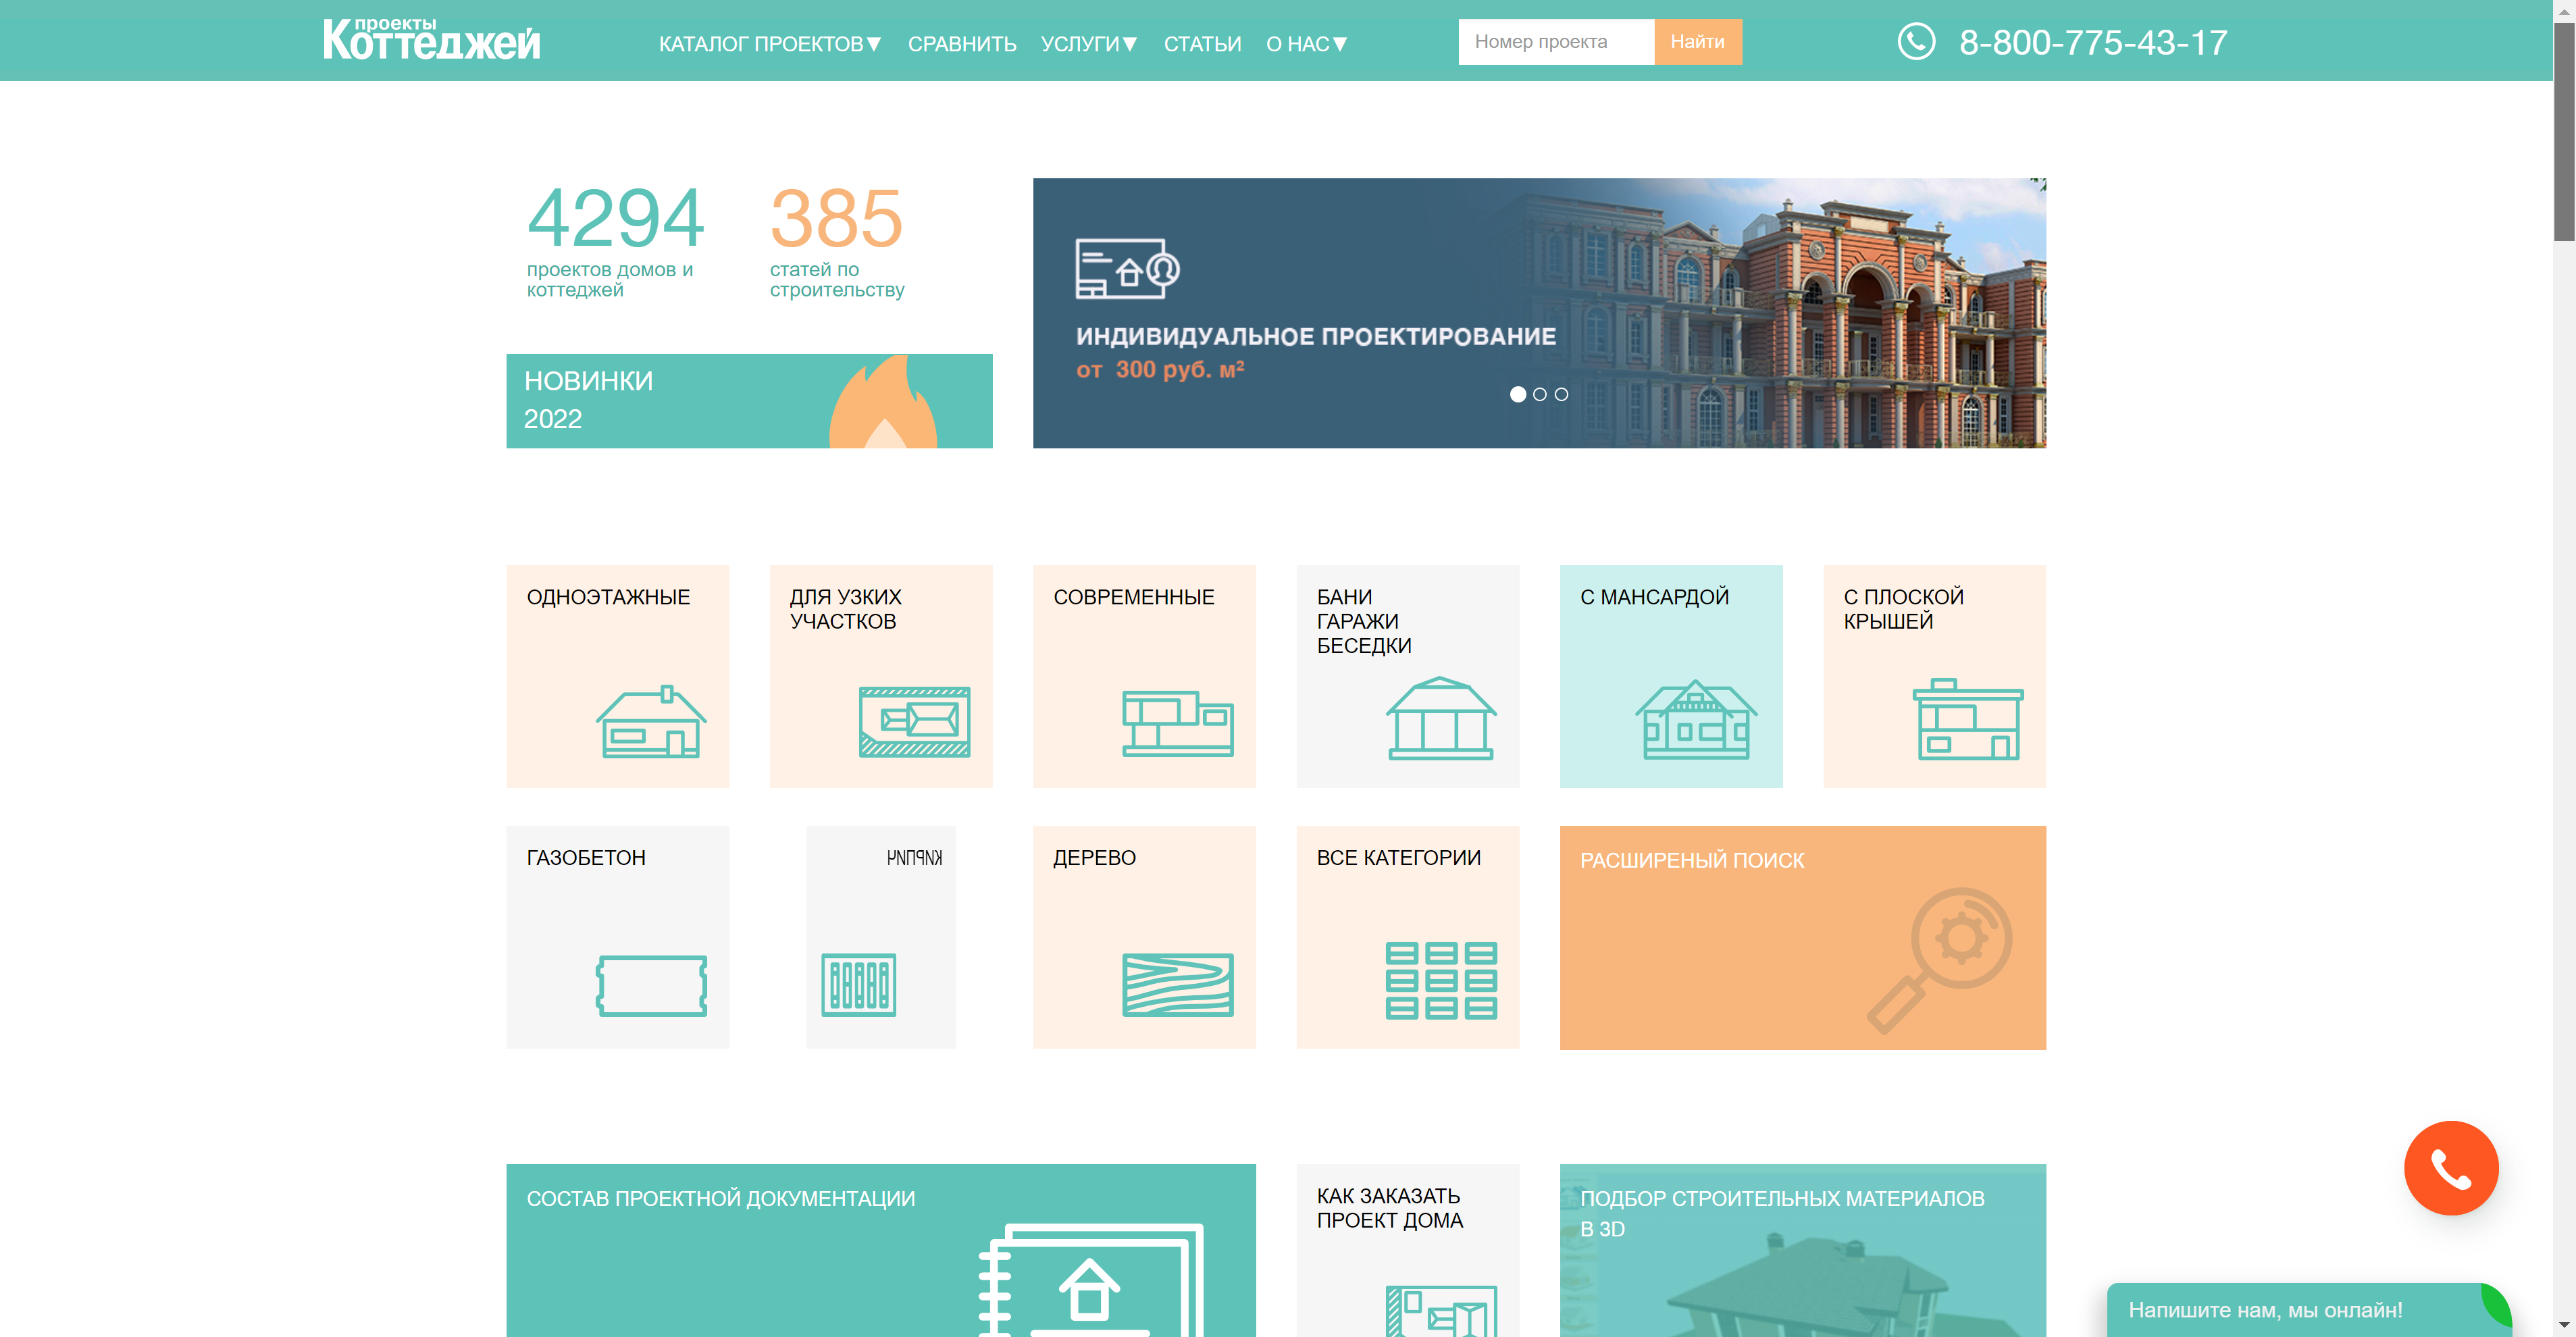 проекты
Коттеджей
КАТАЛОГ ПРОЕКТОВ▼ СРАВНИТЬ УСЛУГИ▼ СТАТЬИ О НАС▼
Номер проекта
Найти
8-800-775-43-17
4294
проектов домов и
коттеджей
385
статей по
строительству
НОВИНКИ
2022
ИНДИВИДУАЛЬНОЕ ПРОЕКТИРОВАНИЕ
от 300 руб. м²
ОДНОЭТАЖНЫЕ
ДЛЯ УЗКИХ
УЧАСТКОВ
СОВРЕМЕННЫЕ
БАНИ
ГАРАЖИ
БЕСЕДКИ
С МАНСАРДОЙ
С ПЛОСКОЙ
КРЫШЕЙ
ГАЗОБЕТОН
КИРПИЧ
ДЕРЕВО
ВСЕ КАТЕГОРИИ
РАСШИРЕНЫЙ ПОИСК
СОСТАВ ПРОЕКТНОЙ ДОКУМЕНТАЦИИ
КАК ЗАКАЗАТЬ
ПРОЕКТ ДОМА
ПОДБОР СТРОИТЕЛЬНЫХ МАТЕРИАЛОВ
В 3D
Напишите нам, мы онлайн!